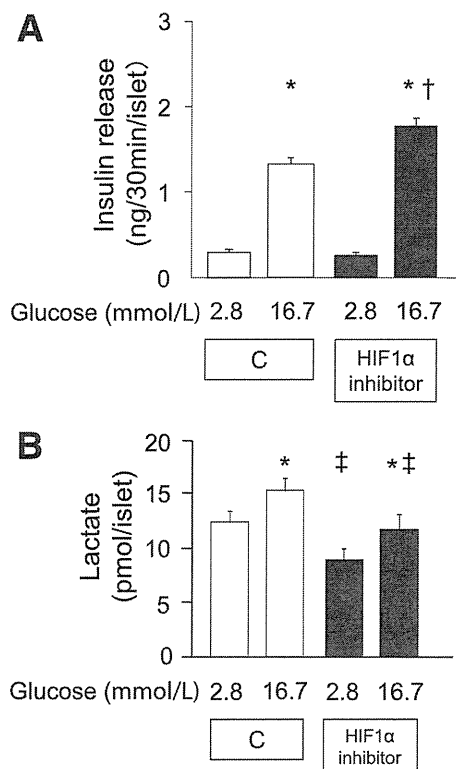 A
3
2
1
0
Insulin release
(ng/30min/islet)
*
* †
Glucose (mmol/L) 2.8 16.7 2.8 16.7
C
HIF1α
inhibitor
B
20
15
10
5
0
Lactate
(pmol/islet)
*
‡
*‡
Glucose (mmol/L) 2.8 16.7 2.8 16.7
C
HIF1α
inhibitor